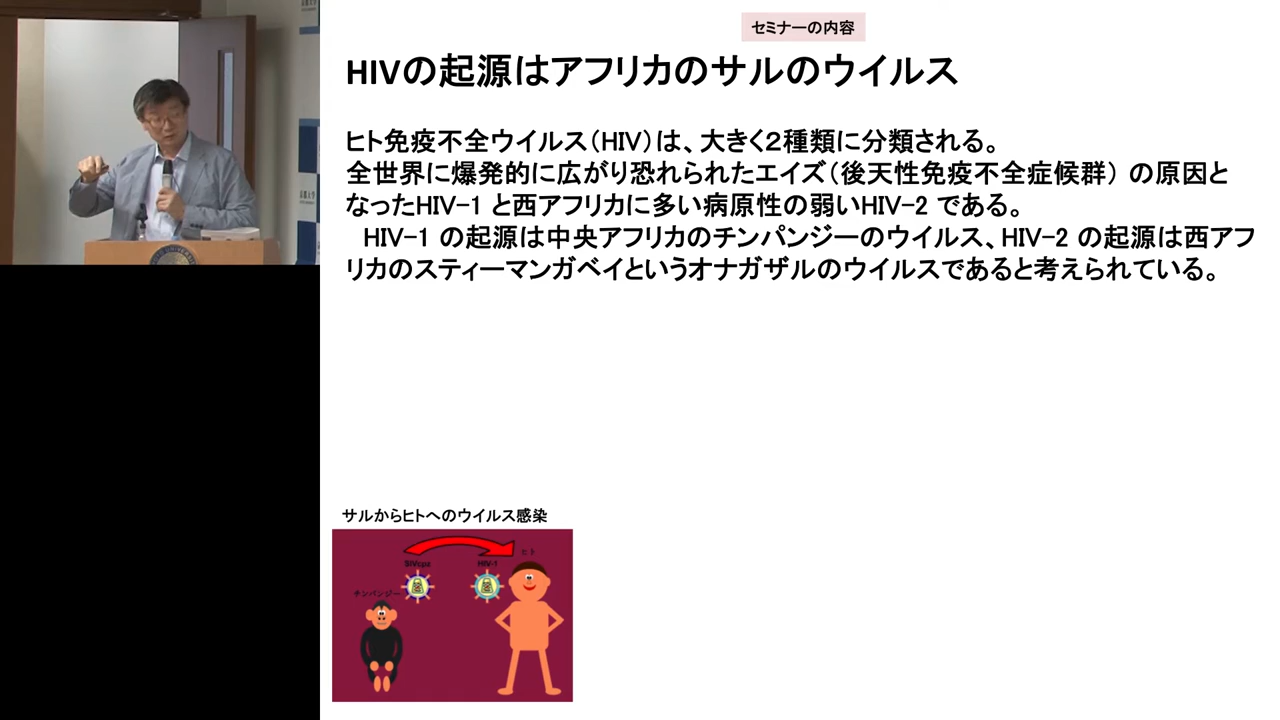 セミナーの内容
HIVの起源はアフリカのサルのウイルス
ヒト免疫不全ウイルス（HIV）は、大きく２種類に分類される。
全世界に爆発的に広がり恐れられたエイズ（後天性免疫不全症候群） の原因と
なったHIV-1 と西アフリカに多い病原性の弱いHIV-2 である。
HIV-1 の起源は中央アフリカのチンパンジーのウイルス、HIV-2 の起源は西アフ
リカのスティーマンガベイというオナガザルのウイルスであると考えられている。
サルからヒトへのウイルス感染
ヒト
SIVcpz
HIV-1
チンパンジー